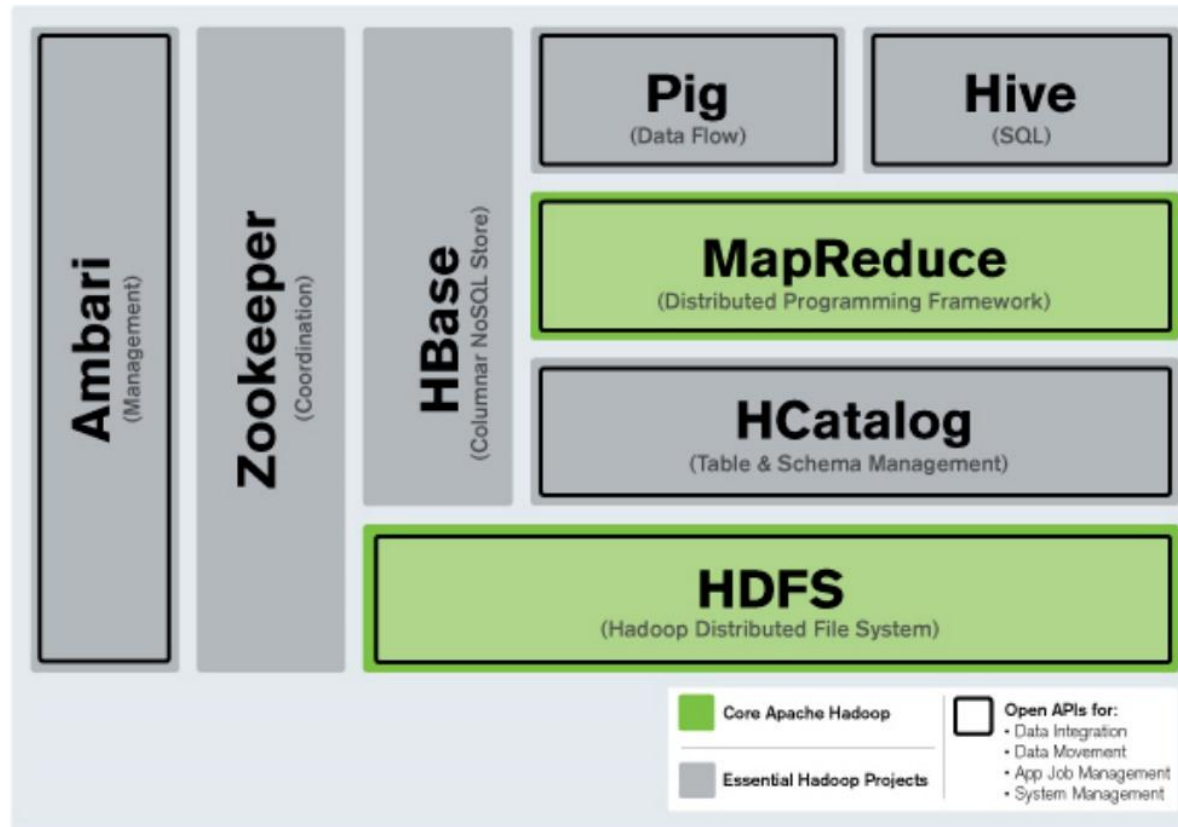 Ambari
(Management)
Zookeeper
(Coordination)
HBase
(Columnar NoSQL Store)
Pig
(Data Flow)
Hive
(SQL)
MapReduce
(Distributed Programming Framework)
HCatalog
(Table & Schema Management)
HDFS
(Hadoop Distributed File System)
Core Apache Hadoop
Essential Hadoop Projects
Open APIs for:
• Data Integration
• Data Movement
• App Job Management
• System Management